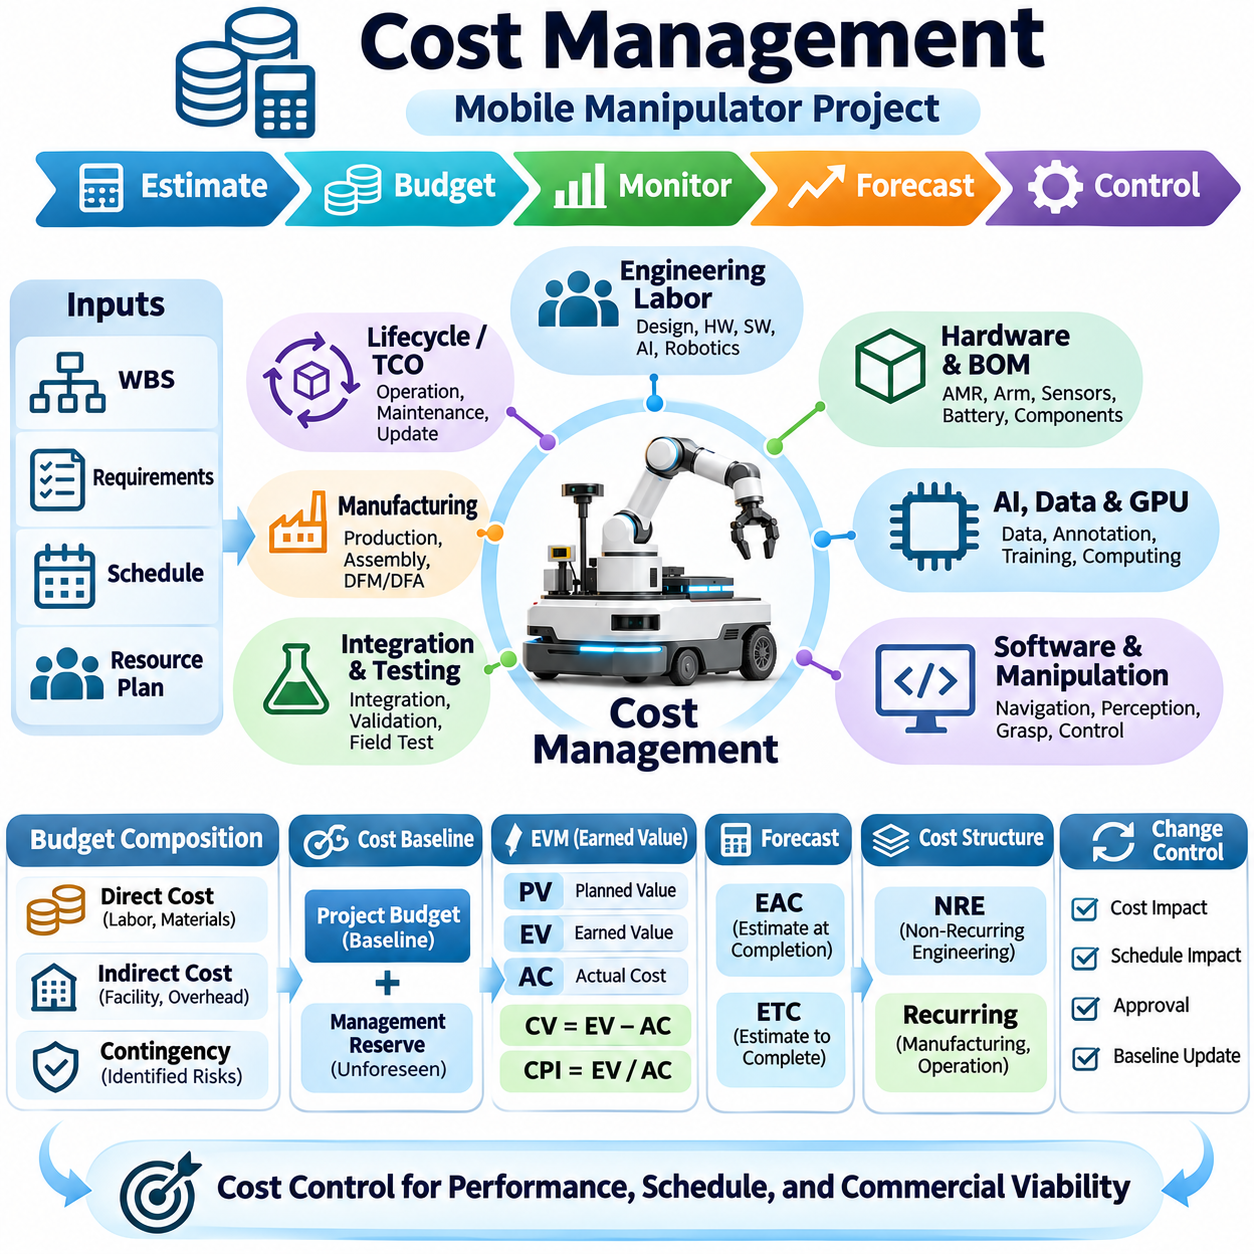 Cost Management
Mobile Manipulator Project
Estimate
Budget
Monitor
Forecast
Control
Inputs
WBS
Requirements
Schedule
Resource
Plan
Lifecycle /
TCO
Operation,
Maintenance,
Update
Manufacturing
Production,
Assembly,
DFM/DFA
Integration
& Testing
Integration,
Validation,
Field Test
Engineering
Labor
Design, HW, SW,
AI, Robotics
Hardware
& BOM
AMR, Arm, Sensors,
Battery, Components
AI, Data & GPU
Data, Annotation,
Training, Computing
Software &
Manipulation
Navigation, Perception,
Grasp, Control
Cost
Management
Budget Composition
Direct Cost
(Labor, Materials)
Indirect Cost
(Facility, Overhead)
Contingency
(Identified Risks)
Cost Baseline
Project Budget
(Baseline)
+
Management
Reserve
(Unforeseen)
EVM (Earned Value)
PV Planned Value
EV Earned Value
AC Actual Cost
CV = EV – AC
CPI = EV / AC
Forecast
EAC
(Estimate at
Completion)
ETC
(Estimate to
Complete)
Cost Structure
NRE
(Non-Recurring
Engineering)
Recurring
(Manufacturing,
Operation)
Change
Control
Cost Impact
Schedule Impact
Approval
Baseline Update
Cost Control for Performance, Schedule, and Commercial Viability